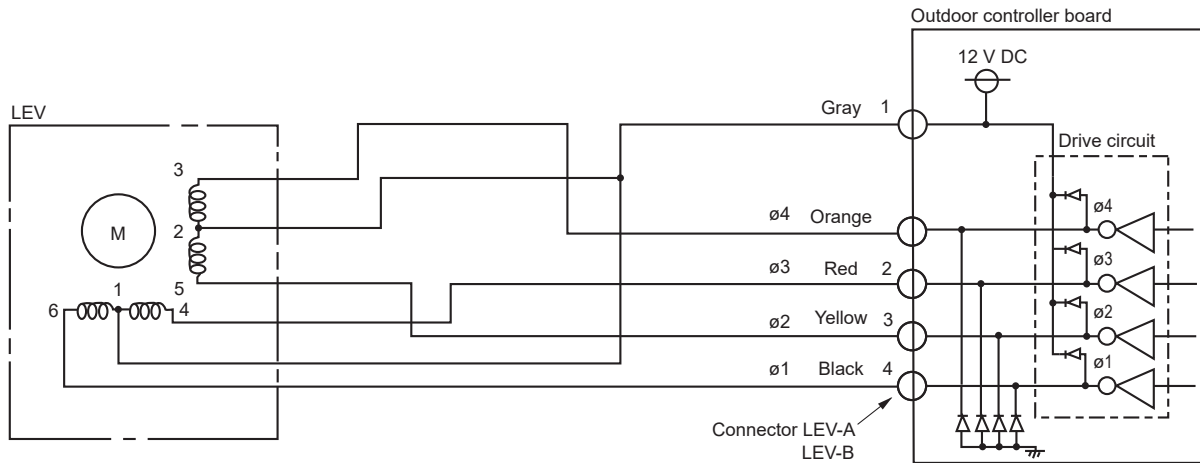 Outdoor controller board
12 V DC
LEV
Gray 1
Drive circuit
3
ø4
M
2
ø4 Orange
ø3
5
ø3 Red 2
1
ø2
6 4
ø2 Yellow 3
ø1
ø1 Black 4
Connector LEV-A
LEV-B